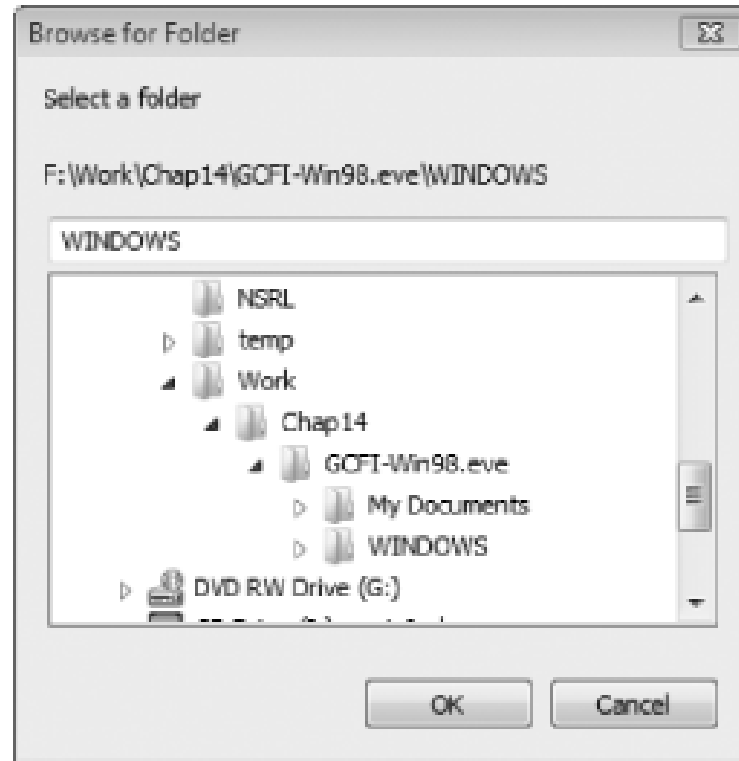 Browse for Folder
Select a folder
F:\Work\Chap14\GCFI-Win98.eve\WINDOWS
WINDOWS
NSRL
temp
Work
Chap14
GCFI-Win98.eve
My Documents
WINDOWS
DVD RW Drive (G:)
OK Cancel